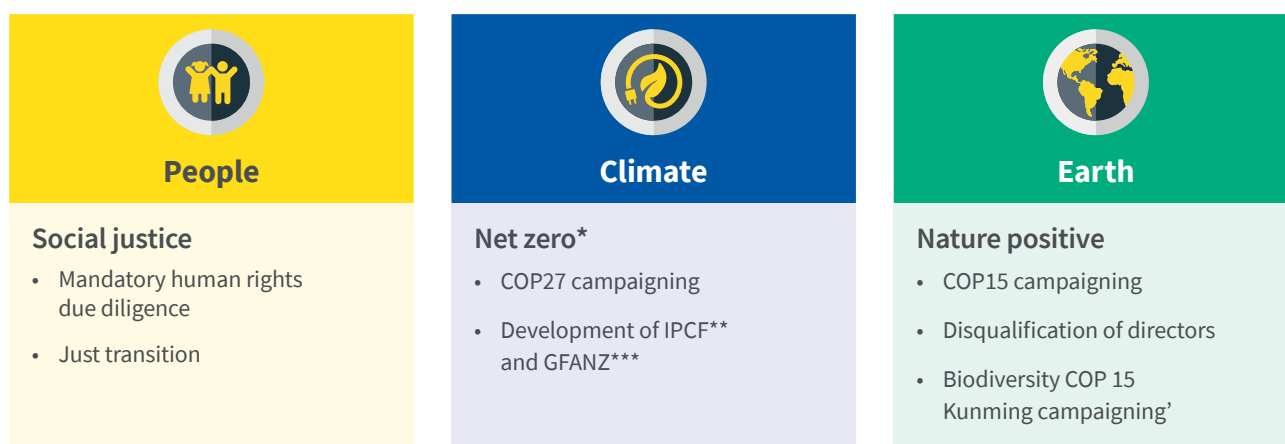 People
Social justice
• Mandatory human rights
due diligence
• Just transition
Climate
Net zero*
• COP27 campaigning
• Development of IPCF**
and GFANZ***
Earth
Nature positive
• COP15 campaigning
• Disqualification of directors
• Biodiversity COP 15
Kunming campaigning’